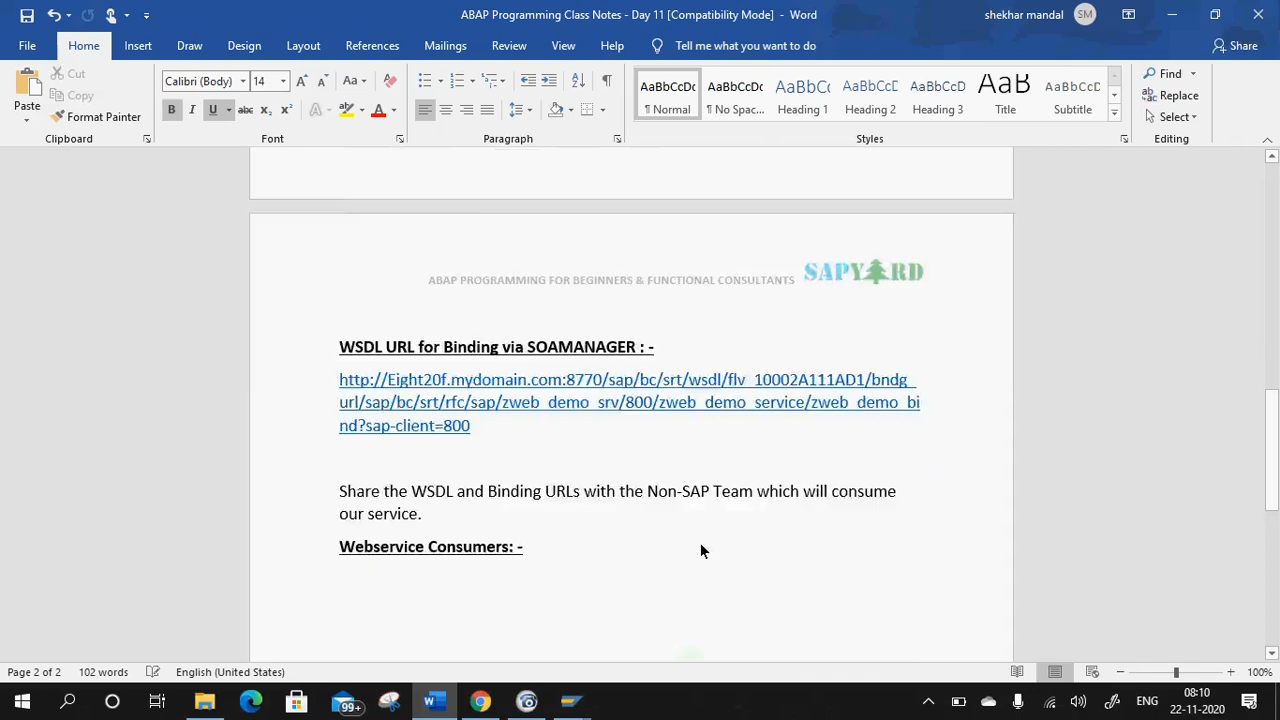 ABAP Programming Class Notes - Day 11 [Compatibility Mode] - Word
shekhar mandal SM
File Home Insert Draw Design Layout References Mailings Review View Help Tell me what you want to do Share
Cut
Copy
Paste
Format Painter
Clipboard
Calibri (Body) 14
Font
Paragraph
AaBbCcDc AaBbCcDc AaBbCc AaBbCcD AaBbCcD AaB AaBbCcD
¶ Normal ¶ No Spac... Heading 1 Heading 2 Heading 3 Title Subtitle
Styles
Find
Replace
Select
Editing
ABAP PROGRAMMING FOR BEGINNERS & FUNCTIONAL CONSULTANTS SAPYARD
WSDL URL for Binding via SOAMANAGER : -
http://Eight20f.mydomain.com:8770/sap/bc/srt/wsdl/flv_10002A111AD1/bndg_
url/sap/bc/srt/rfc/sap/zweb_demo_srv/800/zweb_demo_service/zweb_demo_bi
nd?sap-client=800
Share the WSDL and Binding URLs with the Non-SAP Team which will consume
our service.
Webservice Consumers: -
Page 2 of 2 102 words English (United States) 100%
99+
ENG
08:10
22-11-2020